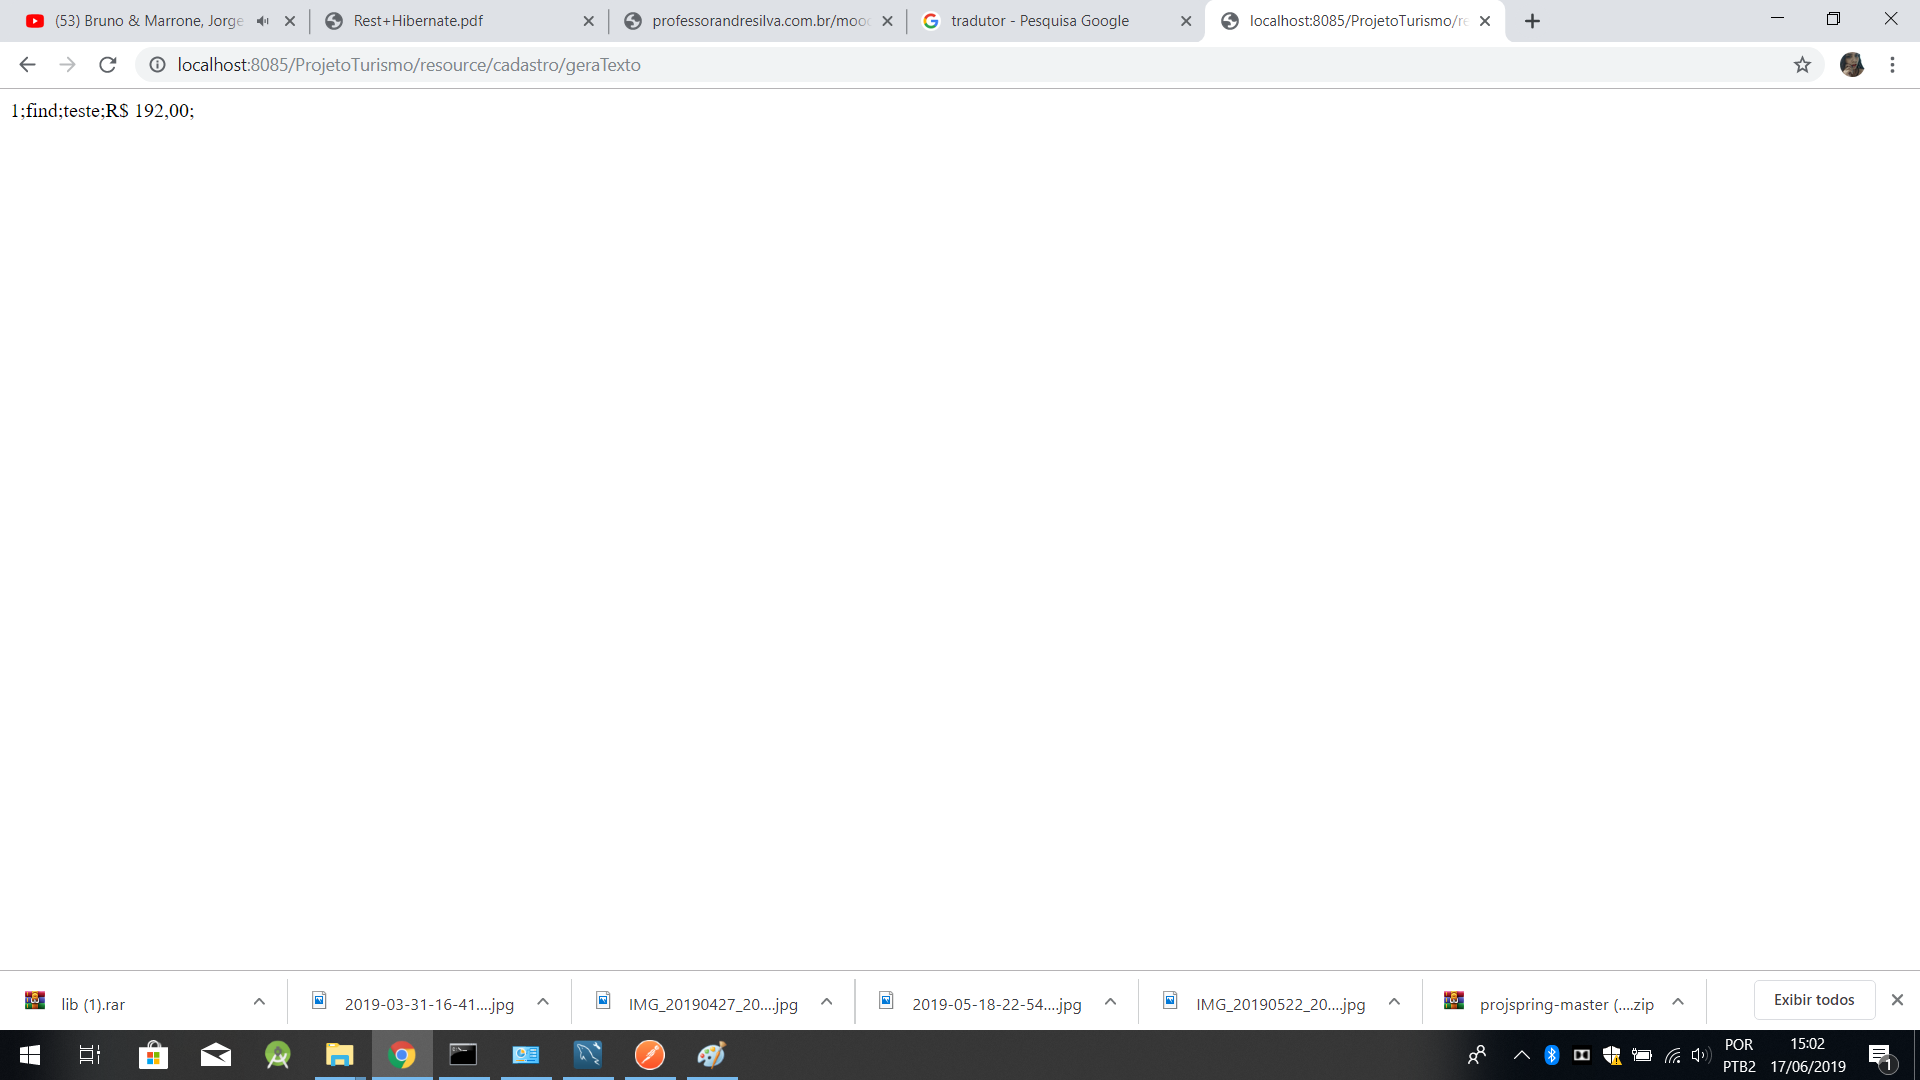 (53) Bruno & Marrone, Jorge
Rest+Hibernate.pdf
professorandresilva.com.br/mooc
tradutor - Pesquisa Google
localhost:8085/ProjetoTurismo/re
localhost:8085/ProjetoTurismo/resource/cadastro/geraTexto
1;find;teste;R$ 192,00;
lib (1).rar
2019-03-31-16-41....jpg
IMG_20190427_20....jpg
2019-05-18-22-54....jpg
IMG_20190522_20....jpg
projspring-master (....zip
Exibir todos
POR
PTB2
15:02
17/06/2019
1